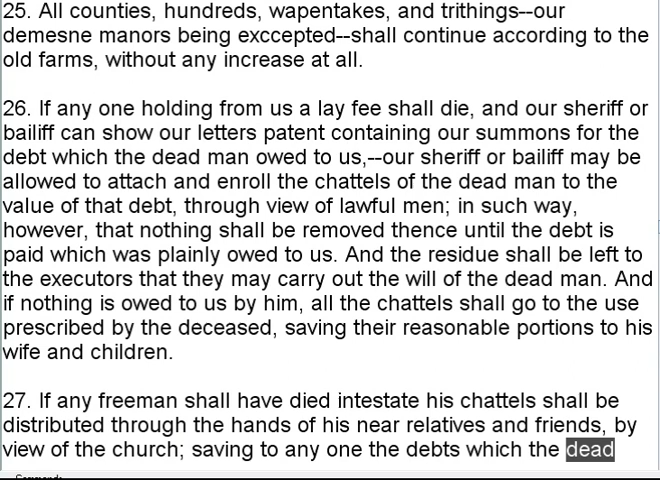 25. All counties, hundreds, wapentakes, and trithings--our
demesne manors being exccepted--shall continue according to the
old farms, without any increase at all.
26. If any one holding from us a lay fee shall die, and our sheriff or
bailiff can show our letters patent containing our summons for the
debt which the dead man owed to us,--our sheriff or bailiff may be
allowed to attach and enroll the chattels of the dead man to the
value of that debt, through view of lawful men; in such way,
however, that nothing shall be removed thence until the debt is
paid which was plainly owed to us. And the residue shall be left to
the executors that they may carry out the will of the dead man. And
if nothing is owed to us by him, all the chattels shall go to the use
prescribed by the deceased, saving their reasonable portions to his
wife and children.
27. If any freeman shall have died intestate his chattels shall be
distributed through the hands of his near relatives and friends, by
view of the church; saving to any one the debts which the dead